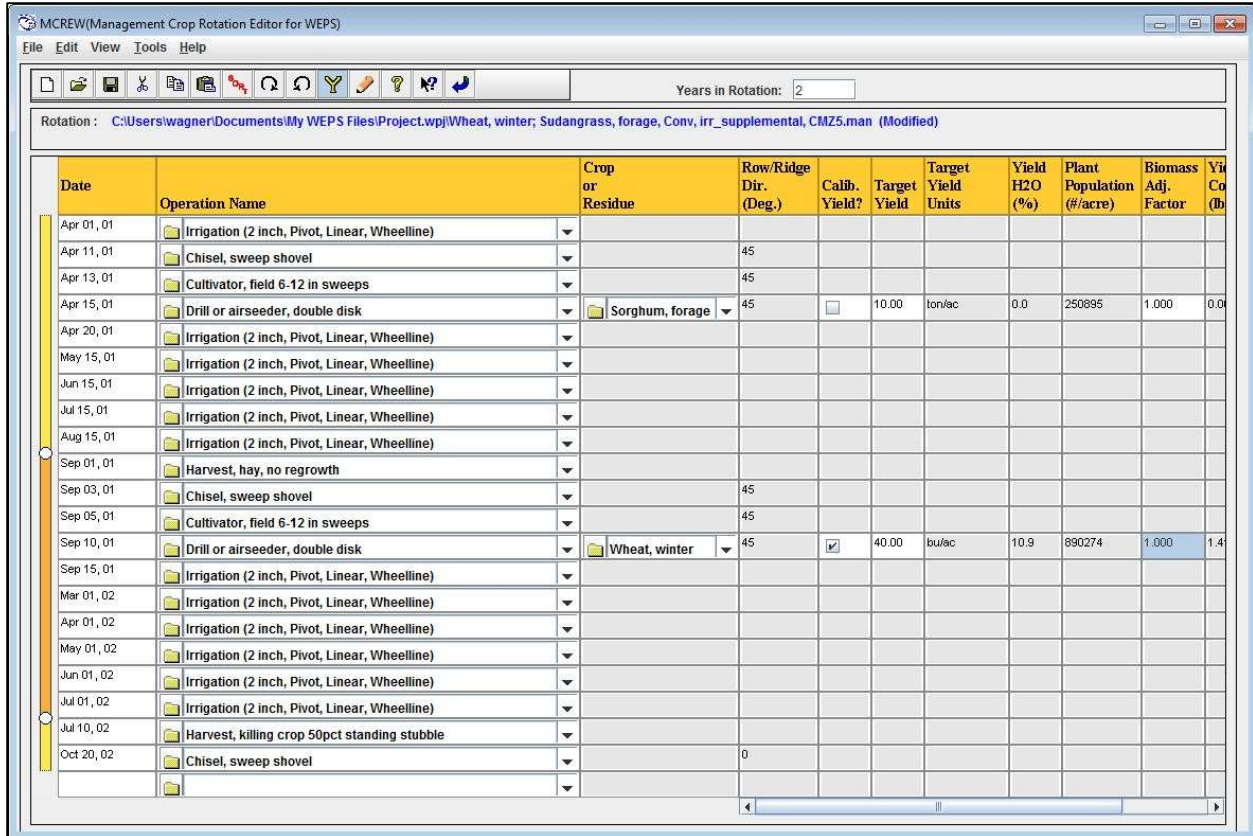 MCREW(Management Crop Rotation Editor for WEPS)
File Edit View Tools Help
SORT
Years in Rotation: 2
Rotation : C:\Users\wagner\Documents\My WEPS Files\Project.wpj\Wheat, winter; Sudangrass, forage, Conv, irr_supplemental, CMZ5.man (Modified)
Date Operation Name Crop or Residue Row/Ridge Dir. (Deg.) Calib. Yield? Target Yield Target Yield Units Yield H2O (%) Plant Population (#/acre) Biomass Adj. Factor Yi Co (lb
Apr 01, 01 Irrigation (2 inch, Pivot, Linear, Wheelline)
Apr 11, 01 Chisel, sweep shovel 45
Apr 13, 01 Cultivator, field 6-12 in sweeps 45
Apr 15, 01 Drill or airseeder, double disk Sorghum, forage 45 10.00 ton/ac 0.0 250895 1.000 0.0
Apr 20, 01 Irrigation (2 inch, Pivot, Linear, Wheelline)
May 15, 01 Irrigation (2 inch, Pivot, Linear, Wheelline)
Jun 15, 01 Irrigation (2 inch, Pivot, Linear, Wheelline)
Jul 15, 01 Irrigation (2 inch, Pivot, Linear, Wheelline)
Aug 15, 01 Irrigation (2 inch, Pivot, Linear, Wheelline)
Sep 01, 01 Harvest, hay, no regrowth
Sep 03, 01 Chisel, sweep shovel 45
Sep 05, 01 Cultivator, field 6-12 in sweeps 45
Sep 10, 01 Drill or airseeder, double disk Wheat, winter 45 40.00 bu/ac 10.9 890274 1.000 1.4
Sep 15, 01 Irrigation (2 inch, Pivot, Linear, Wheelline)
Mar 01, 02 Irrigation (2 inch, Pivot, Linear, Wheelline)
Apr 01, 02 Irrigation (2 inch, Pivot, Linear, Wheelline)
May 01, 02 Irrigation (2 inch, Pivot, Linear, Wheelline)
Jun 01, 02 Irrigation (2 inch, Pivot, Linear, Wheelline)
Jul 01, 02 Irrigation (2 inch, Pivot, Linear, Wheelline)
Jul 10, 02 Harvest, killing crop 50pct standing stubble
Oct 20, 02 Chisel, sweep shovel 0